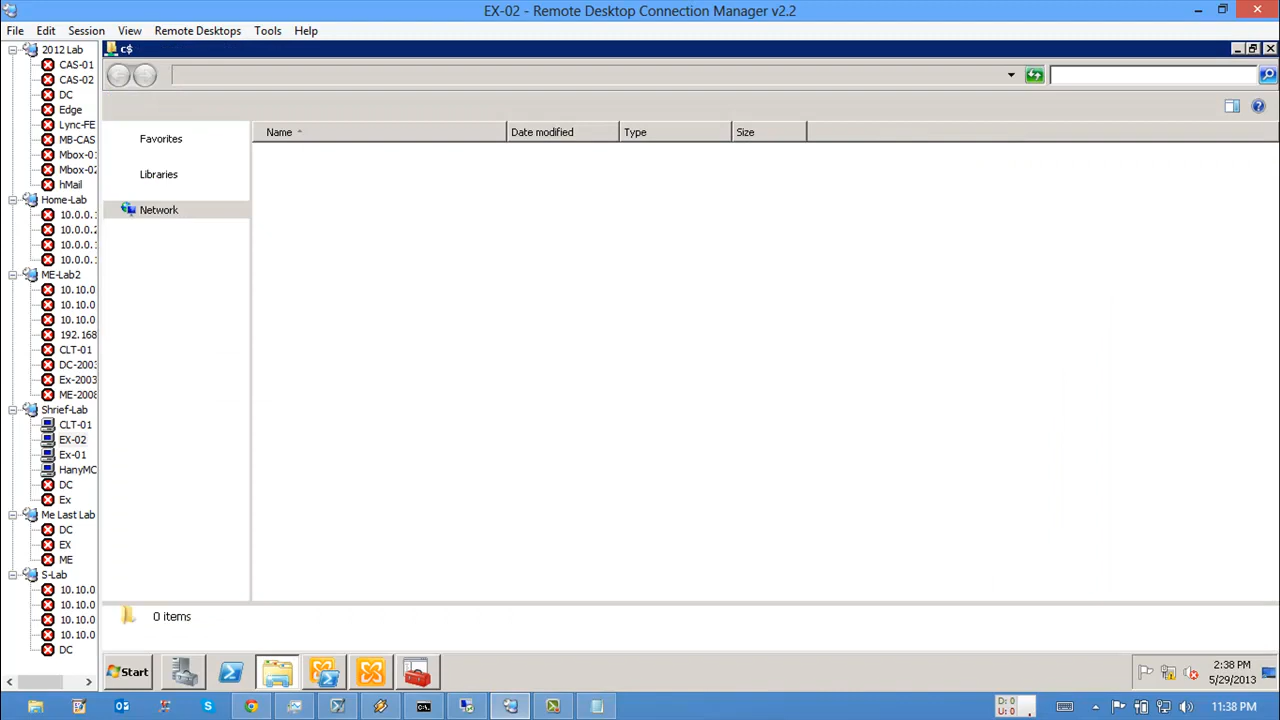 EX-02 - Remote Desktop Connection Manager v2.2
File Edit Session View Remote Desktops Tools Help
2012 Lab
CAS-01
CAS-02
DC
Edge
Lync-FE
MB-CAS
Mbox-0
Mbox-02
hMail
Home-Lab
10.0.0.
10.0.0.2
10.0.0.
10.0.0.1
ME-Lab2
10.10.0
10.10.0
10.10.0
192.168
CLT-01
DC-2003
Ex-2003
ME-2008
Shrief-Lab
CLT-01
EX-02
Ex-01
HanyMC
DC
Ex
Me Last Lab
DC
EX
ME
S-Lab
10.10.0
10.10.0
10.10.0
10.10.0
DC
c$
Favorites
Libraries
Network
Name Date modified Type Size
0 items
Start
2:38 PM
5/29/2013
D: 0
U: 0
11:38 PM